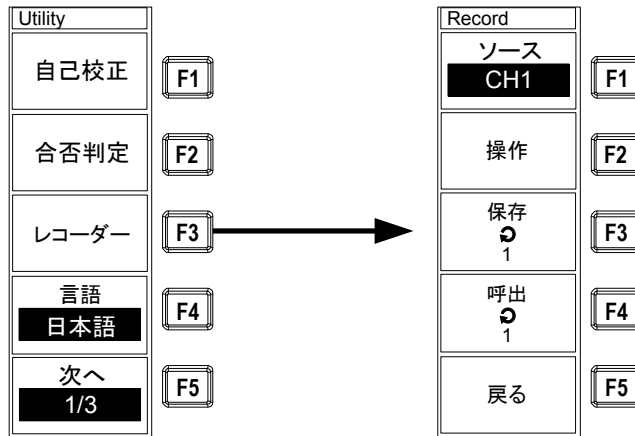 Utility
自己校正
F1
合否判定
F2
レコーダー
F3
言語
日本語
F4
次へ
1/3
F5
Record
ソース
CH1
F1
操作
F2
保存
1
F3
呼出
1
F4
戻る
F5